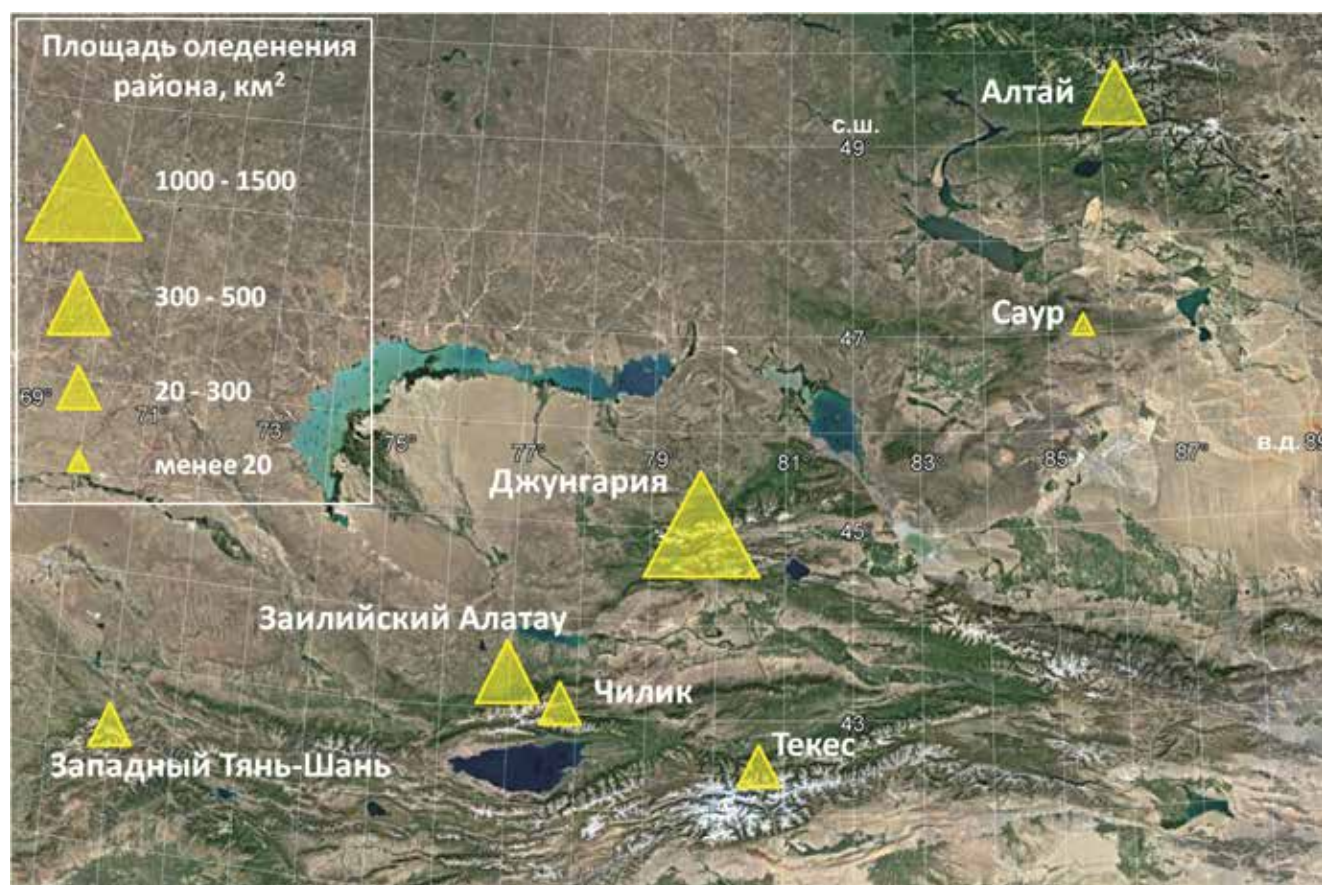 Площадь оледенения
района, км²
1000 - 1500
300 - 500
20 - 300
менее 20
Алтай
с.ш.
49
Саур
47
69°
71°
73°
75°
77°
79°
81°
83°
85°
87°
в.д.
89
Джунгария
45
Заилийский Алатау
Чилик
43
Западный Тянь-Шань
Текес